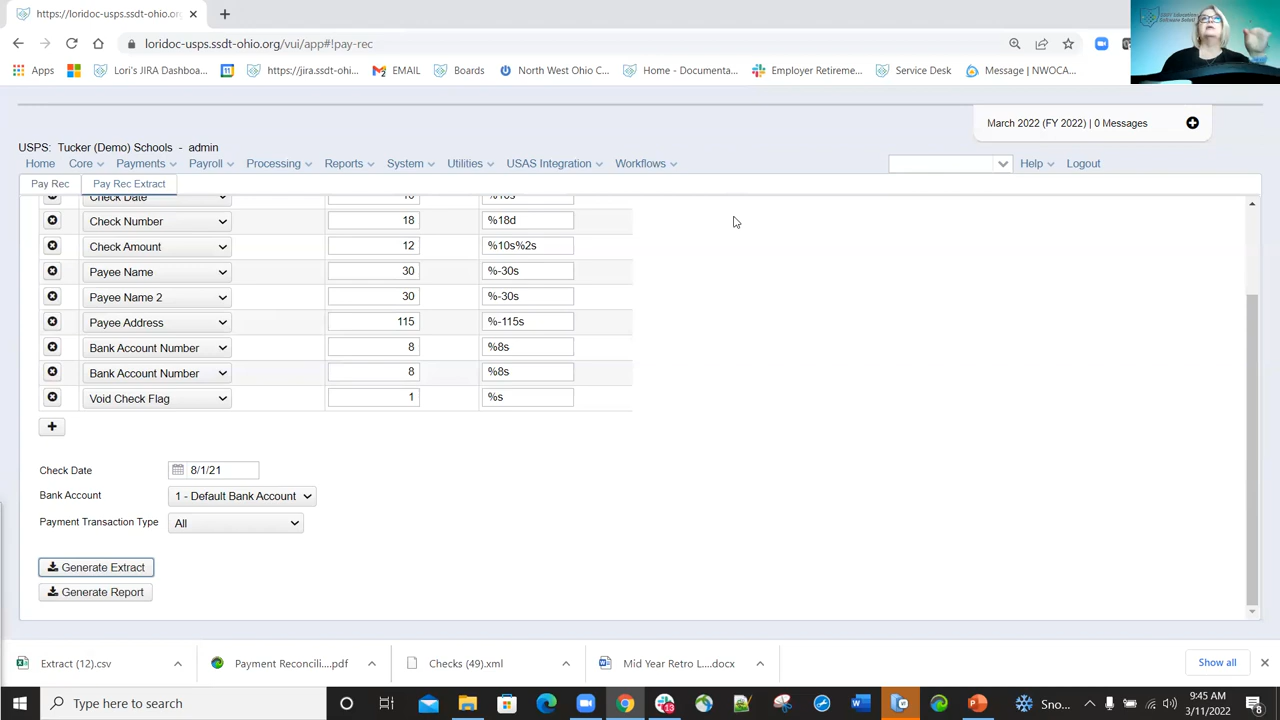 https://loridoc-usps.ssdt-ohio.org
loridoc-usps.ssdt-ohio.org/vui/app#!pay-rec
Apps
Lori's JIRA Dashboa...
https://jira.ssdt-ohi...
EMAIL
Boards
North West Ohio C...
Home - Documenta...
Employer Retireme...
Service Desk
Message | NWOCA...
March 2022 (FY 2022) | 0 Messages
USPS: Tucker (Demo) Schools - admin
Home Core Payments Payroll Processing Reports System Utilities USAS Integration Workflows Help Logout
Pay Rec Pay Rec Extract
Check Date
Check Number 18 %18d
Check Amount 12 %10s%2s
Payee Name 30 %-30s
Payee Name 2 30 %-30s
Payee Address 115 %-115s
Bank Account Number 8 %8s
Bank Account Number 8 %8s
Void Check Flag 1 %s
Check Date 8/1/21
Bank Account 1 - Default Bank Account
Payment Transaction Type All
Generate Extract
Generate Report
Extract (12).csv
Payment Reconcili....pdf
Checks (49).xml
Mid Year Retro L....docx
Show all
Type here to search
Sno...
9:45 AM
3/11/2022